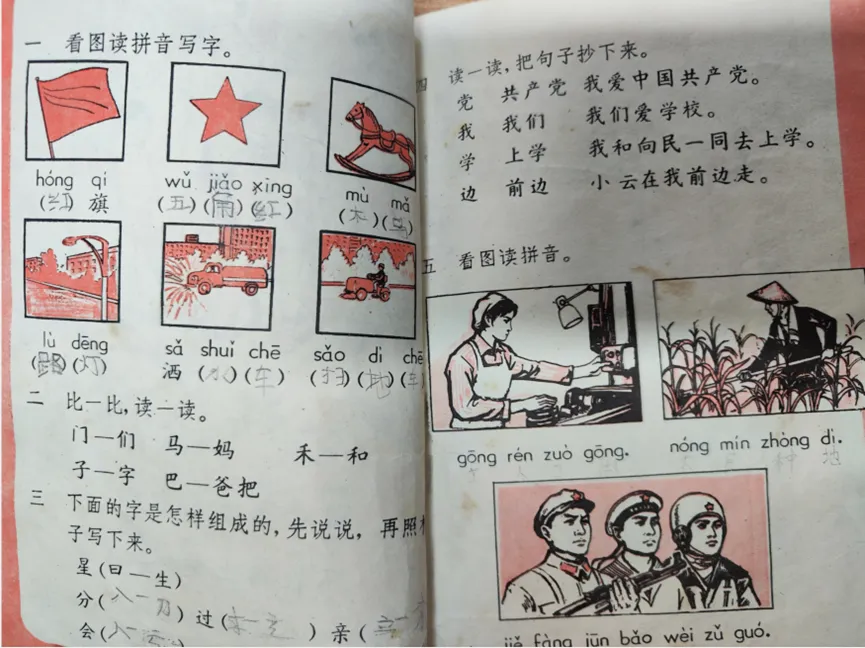 一 看图读拼音写字。
hóng qí wǔ jiǎo xīng mù mǎ
(红) 旗 (五)(角)(红) (木)(马)
lù dēng sǎ shuǐ chē sǎo dì chē
(路)(灯) 洒(水)(车) (扫)(地)(车
二 比一比,读一读。
门—们 马—妈 禾—和
子—字 巴—爸把
三 下面的字是怎样组成的,先说说,再照
子写下来。
星(曰—生)
分(八—刀) 过( ) 亲(
会(人—云)
四 读一读,把句子抄下来。
党 共产党 我爱中国共产党。
我 我们 我们爱学校。
学 上学 我和向民一同去上学。
边 前边 小云在我前边走。
五 看图读拼音。
gōng rén zuò gōng. nóng mín zhòng dì.
种 地
jiě fàng jūn bǎo wèi zǔ guó.